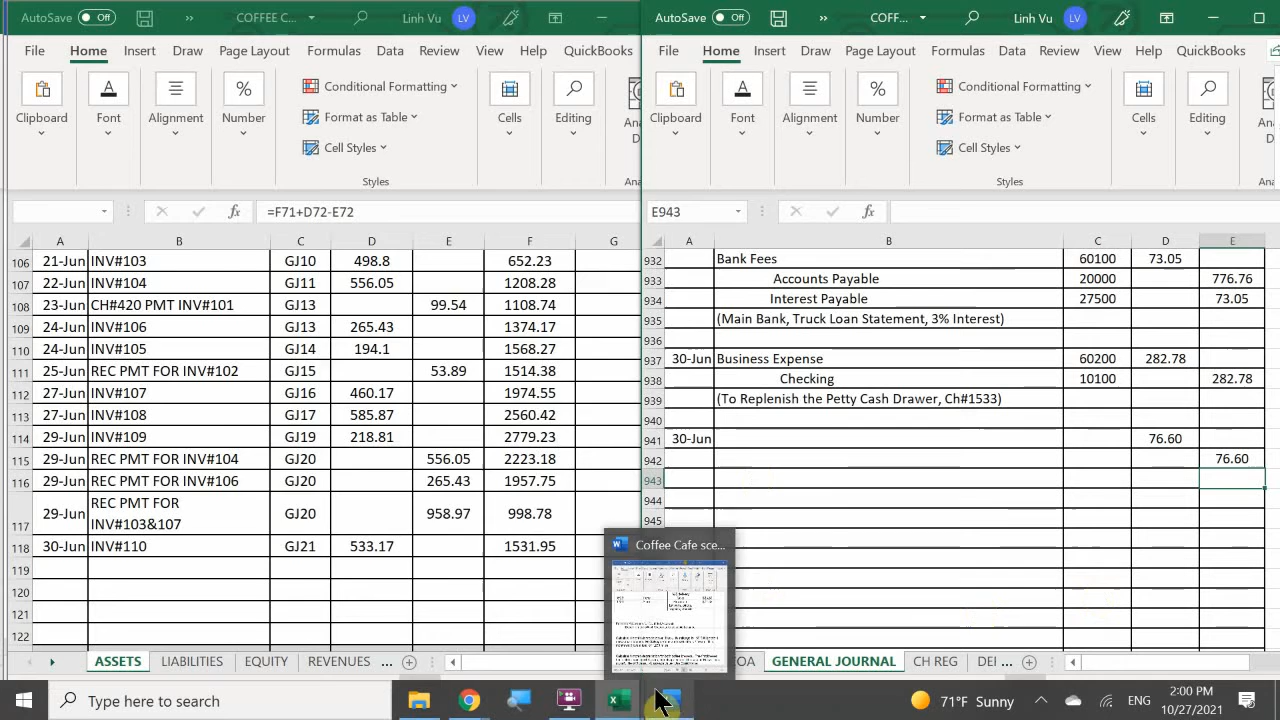 AutoSave Off » COFFEE C... Linh Vu LV
File Home Insert Draw Page Layout Formulas Data Review View Help QuickBooks
Clipboard Font Alignment Number Conditional Formatting Format as Table Cell Styles Styles Cells Editing
=F71+D72-E72
A B C D E F G
106 21-Jun INV#103 GJ10 498.8 652.23
107 22-Jun INV#104 GJ11 556.05 1208.28
108 23-Jun CH#420 PMT INV#101 GJ13 99.54 1108.74
109 24-Jun INV#106 GJ13 265.43 1374.17
110 24-Jun INV#105 GJ14 194.1 1568.27
111 25-Jun REC PMT FOR INV#102 GJ15 53.89 1514.38
112 27-Jun INV#107 GJ16 460.17 1974.55
113 27-Jun INV#108 GJ17 585.87 2560.42
114 29-Jun INV#109 GJ19 218.81 2779.23
115 29-Jun REC PMT FOR INV#104 GJ20 556.05 2223.18
116 29-Jun REC PMT FOR INV#106 GJ20 265.43 1957.75
REC PMT FOR
117 29-Jun INV#103&107 GJ20 958.97 998.78
118 30-Jun INV#110 GJ21 533.17 1531.95
119
120
121
122
ASSETS LIABILITIES EQUITY REVENUES ...
AutoSave Off » COFF... Linh Vu LV
File Home Insert Draw Page Layout Formulas Data Review View Help QuickBooks
Clipboard Font Alignment Number Conditional Formatting Format as Table Cell Styles Styles Cells Editing
E943
A B C D E
932 Bank Fees 60100 73.05
933 Accounts Payable 20000 776.76
934 Interest Payable 27500 73.05
935 (Main Bank, Truck Loan Statement, 3% Interest)
936
937 30-Jun Business Expense 60200 282.78
938 Checking 10100 282.78
939 (To Replenish the Petty Cash Drawer, Ch#1533)
940
941 30-Jun 76.60
942 76.60
943
944
945
Coffee Cafe sce...
GENERAL JOURNAL CH REG DEI ...
Type here to search
71°F Sunny ENG 2:00 PM
10/27/2021